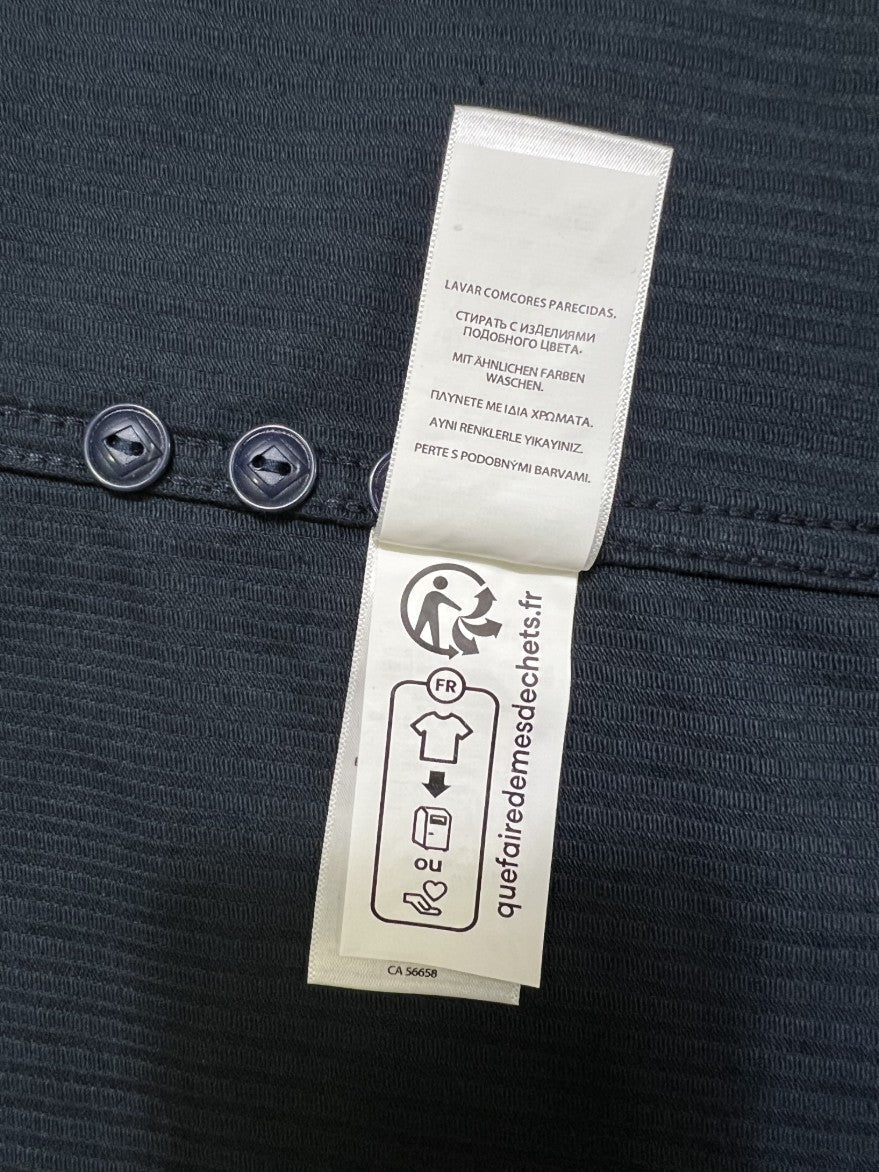 LAVAR COMCORES PARECIDAS.
СТИРАТЬ С ИЗДЕЛИЯМИ
ПОДОБНОГО ЦВЕТА.
MIT ÄHNLICHEN FARBEN
WASCHEN.
ΠΛΥΝΕΤΕ ΜΕ ΙΔΙΑ ΧΡΩΜΑΤΑ.
AYNI RENKLERLE YIKAYINIZ.
PERTE S PODOBNÝMI BARVAMI.
FR
OU
quefairedemesdechets.fr
CA 56658